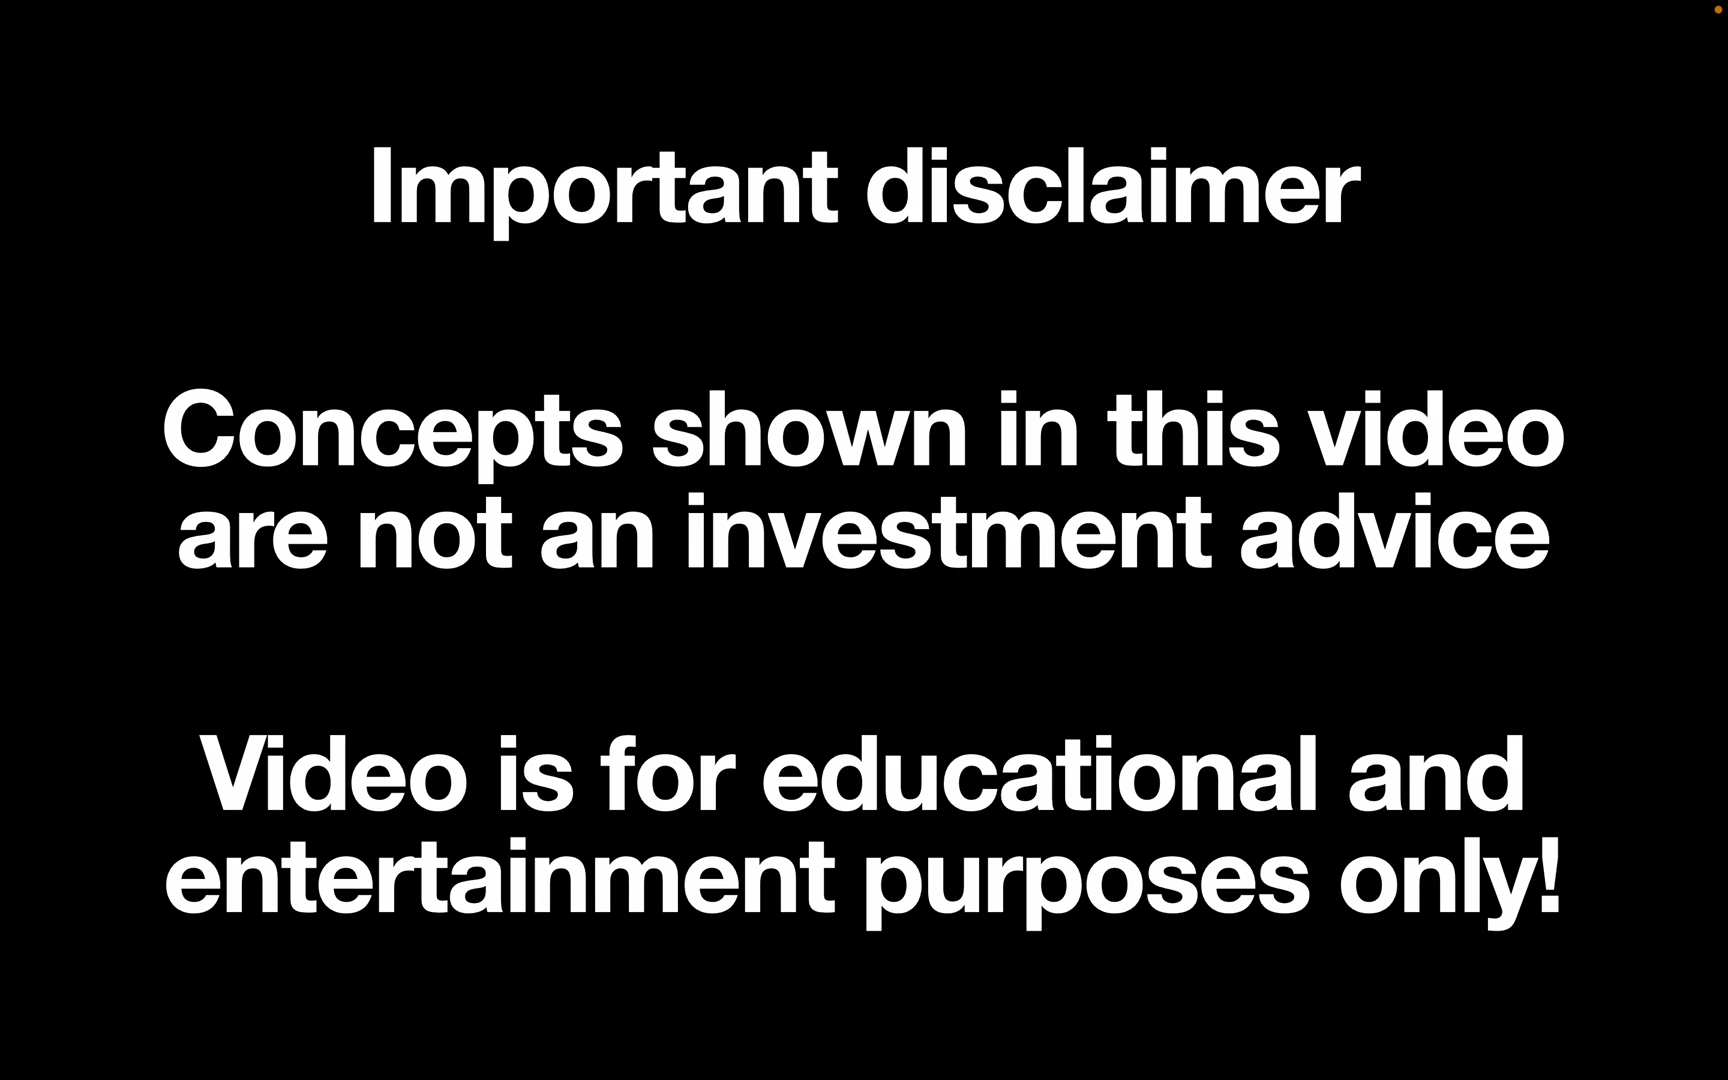 Important disclaimer
Concepts shown in this video
are not an investment advice
Video is for educational and
entertainment purposes only!